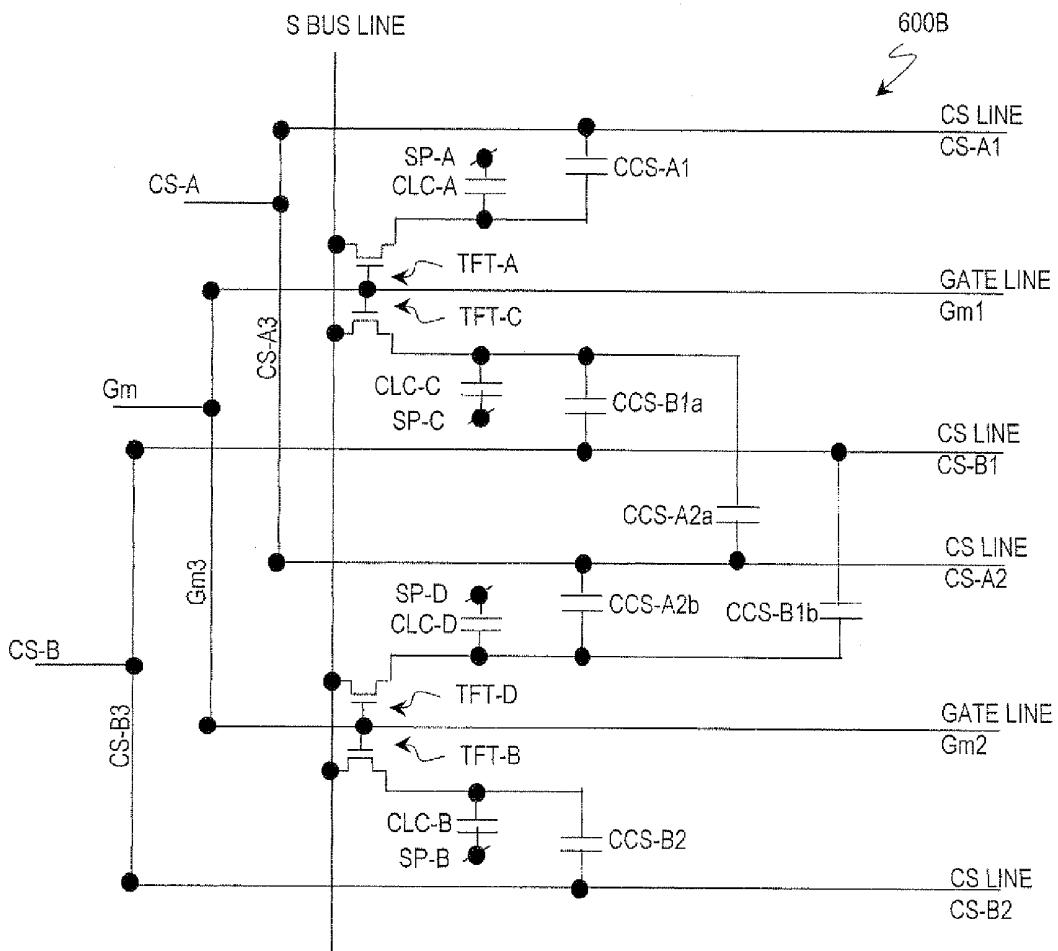 S BUS LINE
600B
CS LINE
CS-A1
SP-A
CLC-A
CCS-A1
CS-A
TFT-A
GATE LINE
Gm1
TFT-C
CS-A3
CLC-C
SP-C
CCS-B1a
Gm
CS LINE
CS-B1
CCS-A2a
CS LINE
CS-A2
Gm3
SP-D
CLC-D
CCS-A2b
CCS-B1b
CS-B
TFT-D
CS-B3
GATE LINE
Gm2
TFT-B
CLC-B
SP-B
CCS-B2
CS LINE
CS-B2